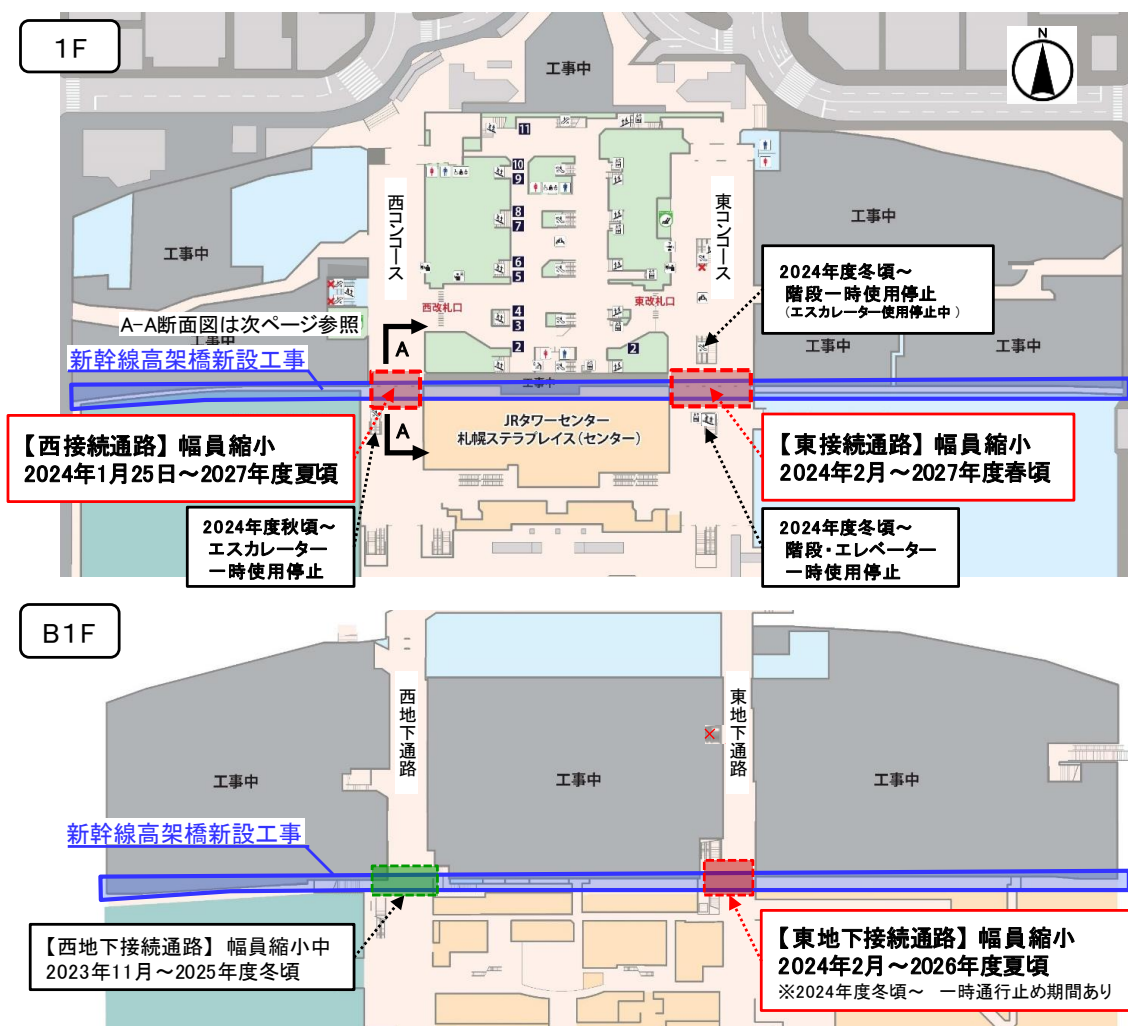 1F
N
工事中
11
10
9
8
7
6
5
4
3
2
2
西コンコース
東コンコース
工事中
工事中
西改札口
東改札口
2024年度冬頃～
階段一時使用停止
(エスカレーター使用停止中)
A-A断面図は次ページ参照
工事中
工事中
工事中
新幹線高架橋新設工事
A
工事中
A
JRタワーセンター
札幌ステラプレイス(センター)
【西接続通路】幅員縮小
2024年1月25日～2027年度夏頃
【東接続通路】幅員縮小
2024年2月～2027年度春頃
2024年度秋頃～
エスカレーター
一時使用停止
2024年度冬頃～
階段・エレベーター
一時使用停止
B1F
西地下通路
東地下通路
工事中
工事中
工事中
新幹線高架橋新設工事
【西地下接続通路】幅員縮小中
2023年11月～2025年度冬頃
【東地下接続通路】幅員縮小
2024年2月～2026年度夏頃
※2024年度冬頃～ 一時通行止め期間あり